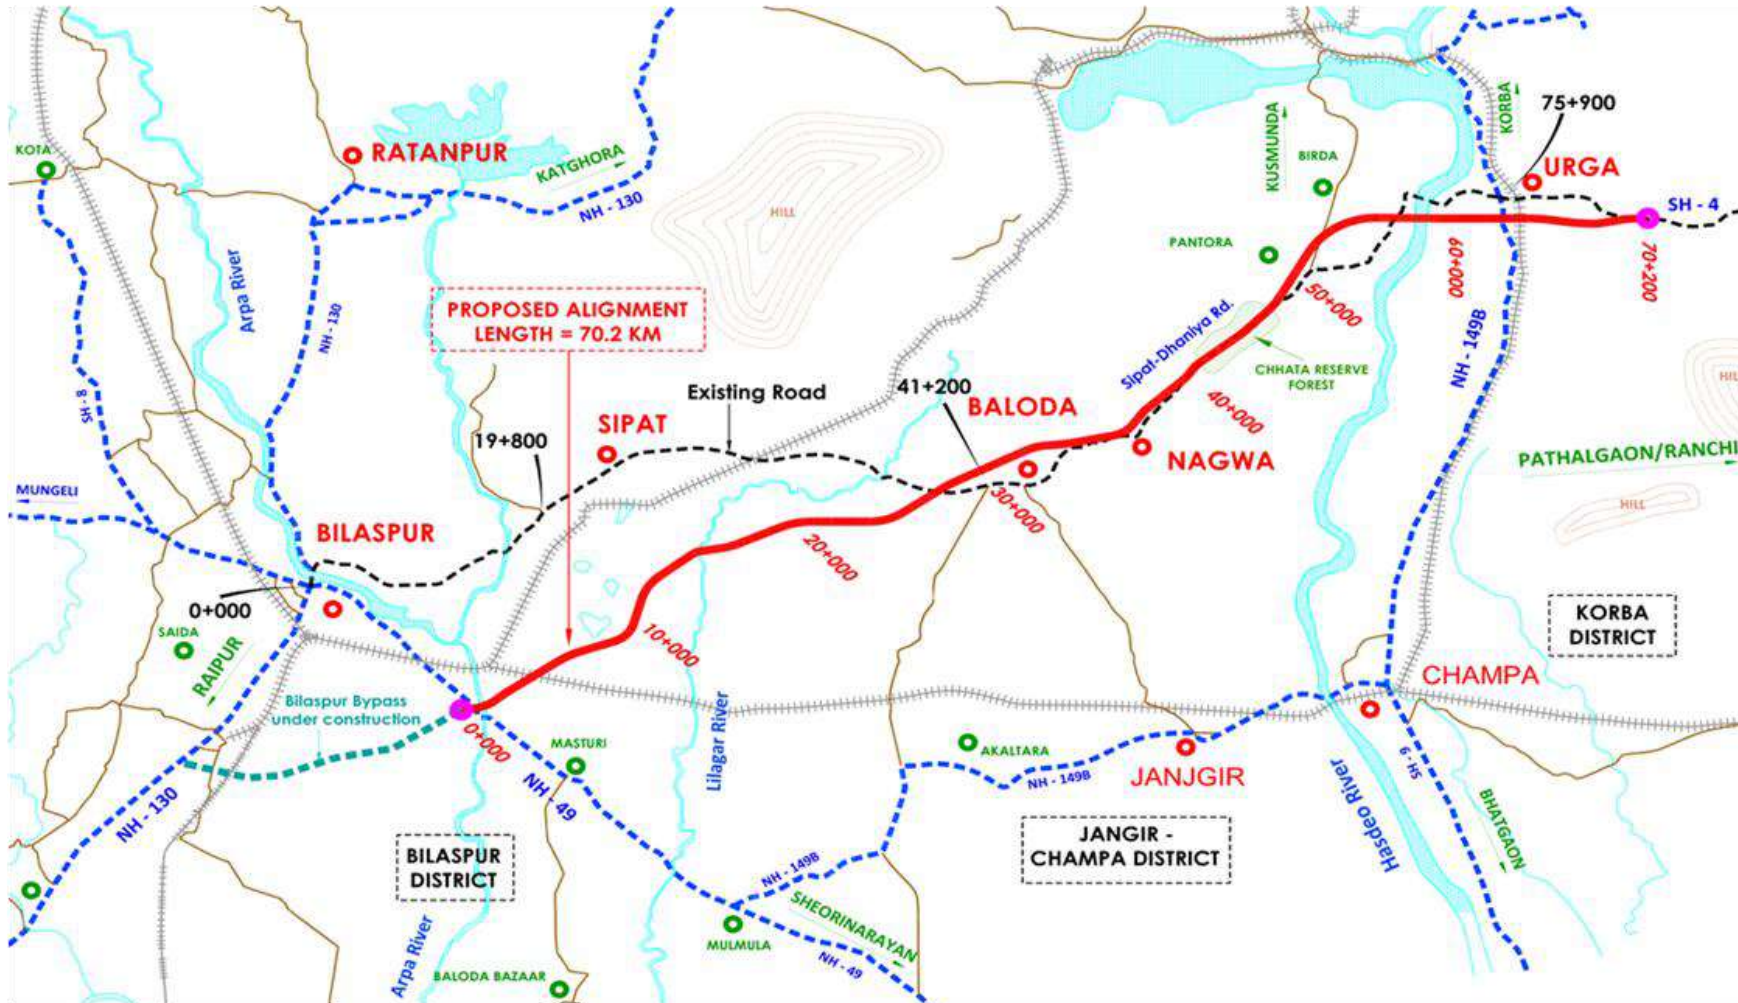 KOTA
RATANPUR
KATGHORA
NH - 130
HILL
KUSMUNDA
BIRDA
KORBA
75+900
URGA
SH - 4
PANTORA
Arpa River
NH - 130
PROPOSED ALIGNMENT
LENGTH = 70.2 KM
SH - 8
Sipat-Dhaniya Rd.
50+000
60+000
70+200
NH - 149B
CHHATA RESERVE
FOREST
HILL
Existing Road
41+200
BALODA
40+000
SIPAT
19+800
NAGWA
PATHALGAON/RANCHI
MUNGELI
30+000
HILL
BILASPUR
20+000
0+000
SAIDA
RAIPUR
10+000
KORBA
DISTRICT
CHAMPA
Bilaspur Bypass
under construction
0+000
MASTURI
Lilagar River
AKALTARA
NH - 149B
JANJGIR
SH - 9
NH - 130
NH - 49
Hasdeo River
BHATGAON
BILASPUR
DISTRICT
JANGIR -
CHAMPA DISTRICT
NH - 149B
SHEORINARAYAN
MULMULA
NH - 49
Arpa River
BALODA BAZAAR